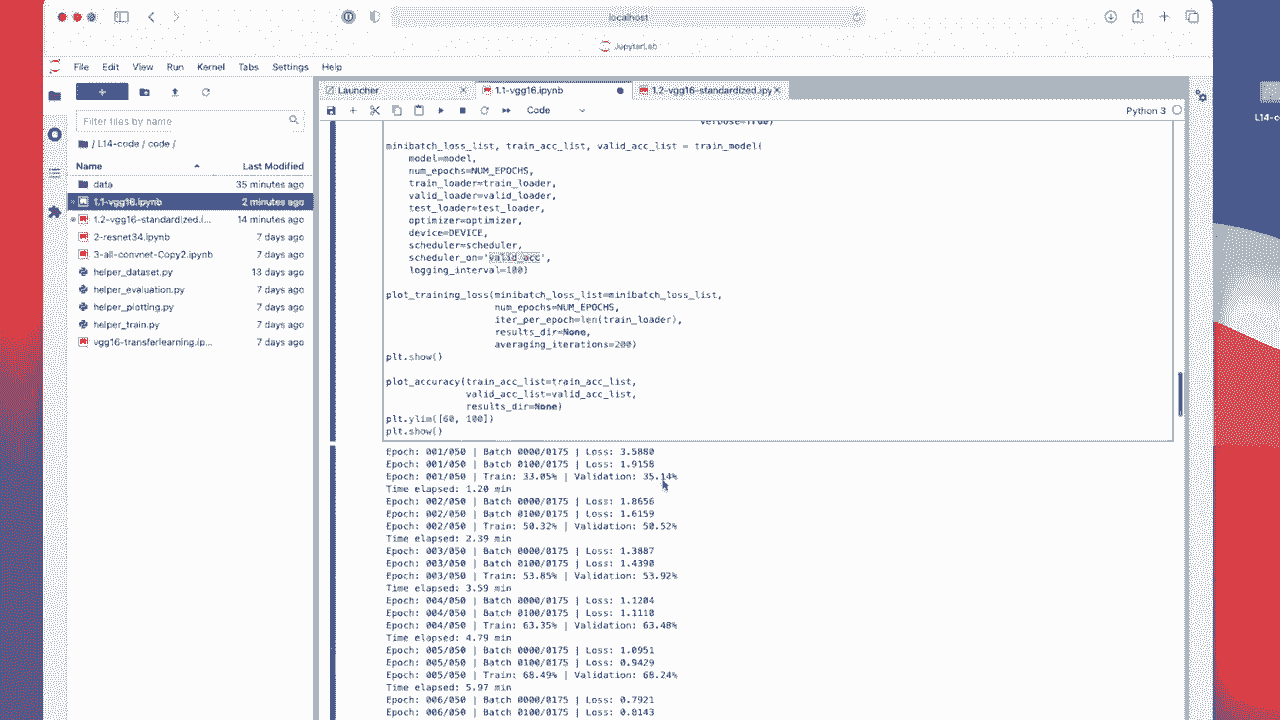 localhost
JupyterLab
File Edit View Run Kernel Tabs Settings Help
Launcher
1.1-vgg16.ipynb
1.2-vgg16-standardized.ipy
Code
Python 3
Filter files by name
/ L14-code / code /
Name Last Modified
data 35 minutes ago
1.1-vgg16.ipynb 2 minutes ago
1.2-vgg16-standardized.i... 14 minutes ago
2-resnet34.ipynb 7 days ago
3-all-convnet-Copy2.ipynb 7 days ago
helper_dataset.py 13 days ago
helper_evaluation.py 7 days ago
helper_plotting.py 7 days ago
helper_train.py 7 days ago
vgg16-transferlearning.ip... 7 days ago
L14-c
verbose=True)
minibatch_loss_list, train_acc_list, valid_acc_list = train_model(
model=model,
num_epochs=NUM_EPOCHS,
train_loader=train_loader,
valid_loader=valid_loader,
test_loader=test_loader,
optimizer=optimizer,
device=DEVICE,
scheduler=scheduler,
scheduler_on='valid_acc',
logging_interval=100)
plot_training_loss(minibatch_loss_list=minibatch_loss_list,
num_epochs=NUM_EPOCHS,
iter_per_epoch=len(train_loader),
results_dir=None,
averaging_iterations=200)
plt.show()
plot_accuracy(train_acc_list=train_acc_list,
valid_acc_list=valid_acc_list,
results_dir=None)
plt.ylim([60, 100])
plt.show()
Epoch: 001/050 | Batch 0000/0175 | Loss: 3.5880
Epoch: 001/050 | Batch 0100/0175 | Loss: 1.9158
Epoch: 001/050 | Train: 33.05% | Validation: 35.14%
Time elapsed: 1.20 min
Epoch: 002/050 | Batch 0000/0175 | Loss: 1.8656
Epoch: 002/050 | Batch 0100/0175 | Loss: 1.6159
Epoch: 002/050 | Train: 50.32% | Validation: 50.52%
Time elapsed: 2.39 min
Epoch: 003/050 | Batch 0000/0175 | Loss: 1.3887
Epoch: 003/050 | Batch 0100/0175 | Loss: 1.4390
Epoch: 003/050 | Train: 53.85% | Validation: 53.92%
Time elapsed: 3.59 min
Epoch: 004/050 | Batch 0000/0175 | Loss: 1.1204
Epoch: 004/050 | Batch 0100/0175 | Loss: 1.1110
Epoch: 004/050 | Train: 63.35% | Validation: 63.48%
Time elapsed: 4.79 min
Epoch: 005/050 | Batch 0000/0175 | Loss: 1.0951
Epoch: 005/050 | Batch 0100/0175 | Loss: 0.9429
Epoch: 005/050 | Train: 68.49% | Validation: 68.24%
Time elapsed: 5.97 min
Epoch: 006/050 | Batch 0000/0175 | Loss: 0.7921
Epoch: 006/050 | Batch 0100/0175 | Loss: 0.8143